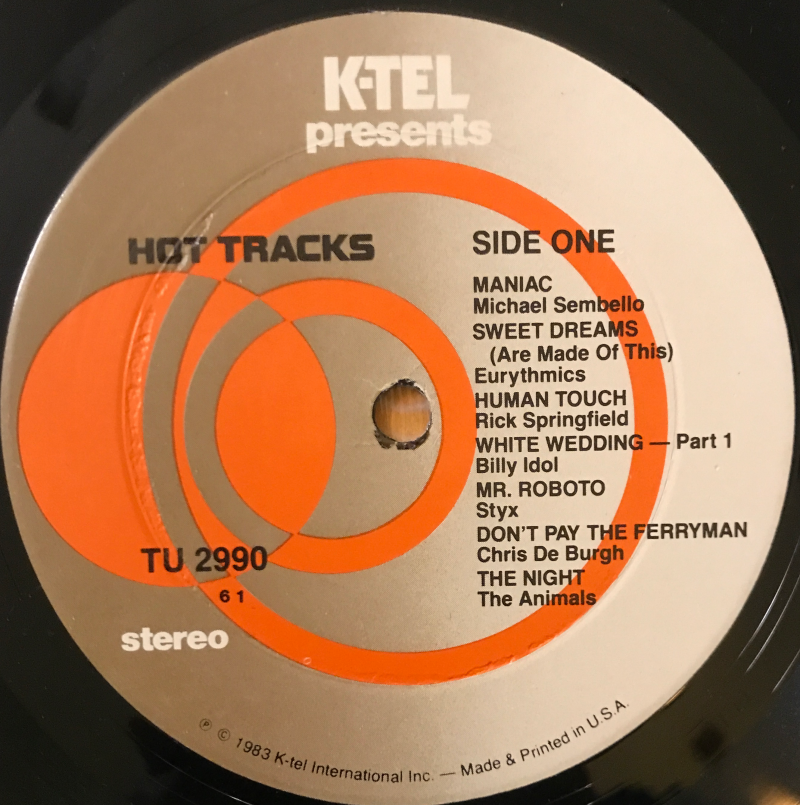 K-TEL
presents
HOT TRACKS
SIDE ONE
MANIAC
Michael Sembello
SWEET DREAMS
(Are Made Of This)
Eurythmics
HUMAN TOUCH
Rick Springfield
WHITE WEDDING — Part 1
Billy Idol
MR. ROBOTO
Styx
DON'T PAY THE FERRYMAN
Chris De Burgh
THE NIGHT
The Animals
TU 2990
6 1
stereo
℗ © 1983 K-tel International Inc. — Made & Printed in U.S.A.